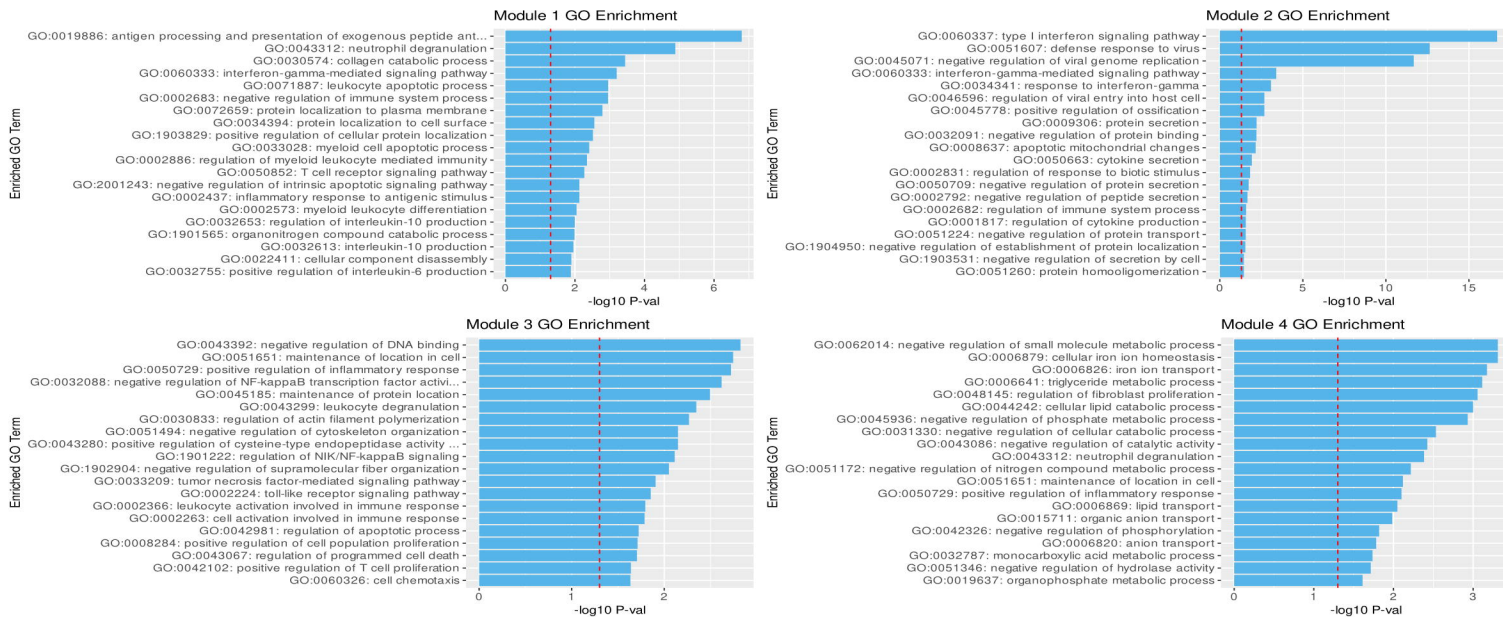 Module 1 GO Enrichment
Enriched GO Term
GO:0019886: antigen processing and presentation of exogenous peptide ant...
GO:0043312: neutrophil degranulation
GO:0030574: collagen catabolic process
GO:0060333: interferon-gamma-mediated signaling pathway
GO:0071887: leukocyte apoptotic process
GO:0002683: negative regulation of immune system process
GO:0072659: protein localization to plasma membrane
GO:0034394: protein localization to cell surface
GO:1903829: positive regulation of cellular protein localization
GO:0033028: myeloid cell apoptotic process
GO:0002886: regulation of myeloid leukocyte mediated immunity
GO:0050852: T cell receptor signaling pathway
GO:2001243: negative regulation of intrinsic apoptotic signaling pathway
GO:0002437: inflammatory response to antigenic stimulus
GO:0002573: myeloid leukocyte differentiation
GO:0032653: regulation of interleukin-10 production
GO:1901565: organonitrogen compound catabolic process
GO:0032613: interleukin-10 production
GO:0022411: cellular component disassembly
GO:0032755: positive regulation of interleukin-6 production
0 2 4 6
-log10 P-val
Module 2 GO Enrichment
Enriched GO Term
GO:0060337: type I interferon signaling pathway
GO:0051607: defense response to virus
GO:0045071: negative regulation of viral genome replication
GO:0060333: interferon-gamma-mediated signaling pathway
GO:0034341: response to interferon-gamma
GO:0046596: regulation of viral entry into host cell
GO:0045778: positive regulation of ossification
GO:0009306: protein secretion
GO:0032091: negative regulation of protein binding
GO:0008637: apoptotic mitochondrial changes
GO:0050663: cytokine secretion
GO:0002831: regulation of response to biotic stimulus
GO:0050709: negative regulation of protein secretion
GO:0002792: negative regulation of peptide secretion
GO:0002682: regulation of immune system process
GO:0001817: regulation of cytokine production
GO:0051224: negative regulation of protein transport
GO:1904950: negative regulation of establishment of protein localization
GO:1903531: negative regulation of secretion by cell
GO:0051260: protein homooligomerization
0 5 10 15
-log10 P-val
Module 3 GO Enrichment
Enriched GO Term
GO:0043392: negative regulation of DNA binding
GO:0051651: maintenance of location in cell
GO:0050729: positive regulation of inflammatory response
GO:0032088: negative regulation of NF-kappaB transcription factor activi...
GO:0045185: maintenance of protein location
GO:0043299: leukocyte degranulation
GO:0030833: regulation of actin filament polymerization
GO:0051494: negative regulation of cytoskeleton organization
GO:0043280: positive regulation of cysteine-type endopeptidase activity ...
GO:1901222: regulation of NIK/NF-kappaB signaling
GO:1902904: negative regulation of supramolecular fiber organization
GO:0033209: tumor necrosis factor-mediated signaling pathway
GO:0002224: toll-like receptor signaling pathway
GO:0002366: leukocyte activation involved in immune response
GO:0002263: cell activation involved in immune response
GO:0042981: regulation of apoptotic process
GO:0008284: positive regulation of cell population proliferation
GO:0043067: regulation of programmed cell death
GO:0042102: positive regulation of T cell proliferation
GO:0060326: cell chemotaxis
0 1 2
-log10 P-val
Module 4 GO Enrichment
Enriched GO Term
GO:0062014: negative regulation of small molecule metabolic process
GO:0006879: cellular iron ion homeostasis
GO:0006826: iron ion transport
GO:0006641: triglyceride metabolic process
GO:0048145: regulation of fibroblast proliferation
GO:0044242: cellular lipid catabolic process
GO:0045936: negative regulation of phosphate metabolic process
GO:0031330: negative regulation of cellular catabolic process
GO:0043086: negative regulation of catalytic activity
GO:0043312: neutrophil degranulation
GO:0051172: negative regulation of nitrogen compound metabolic process
GO:0051651: maintenance of location in cell
GO:0050729: positive regulation of inflammatory response
GO:0006869: lipid transport
GO:0015711: organic anion transport
GO:0042326: negative regulation of phosphorylation
GO:0006820: anion transport
GO:0032787: monocarboxylic acid metabolic process
GO:0051346: negative regulation of hydrolase activity
GO:0019637: organophosphate metabolic process
0 1 2 3
-log10 P-val